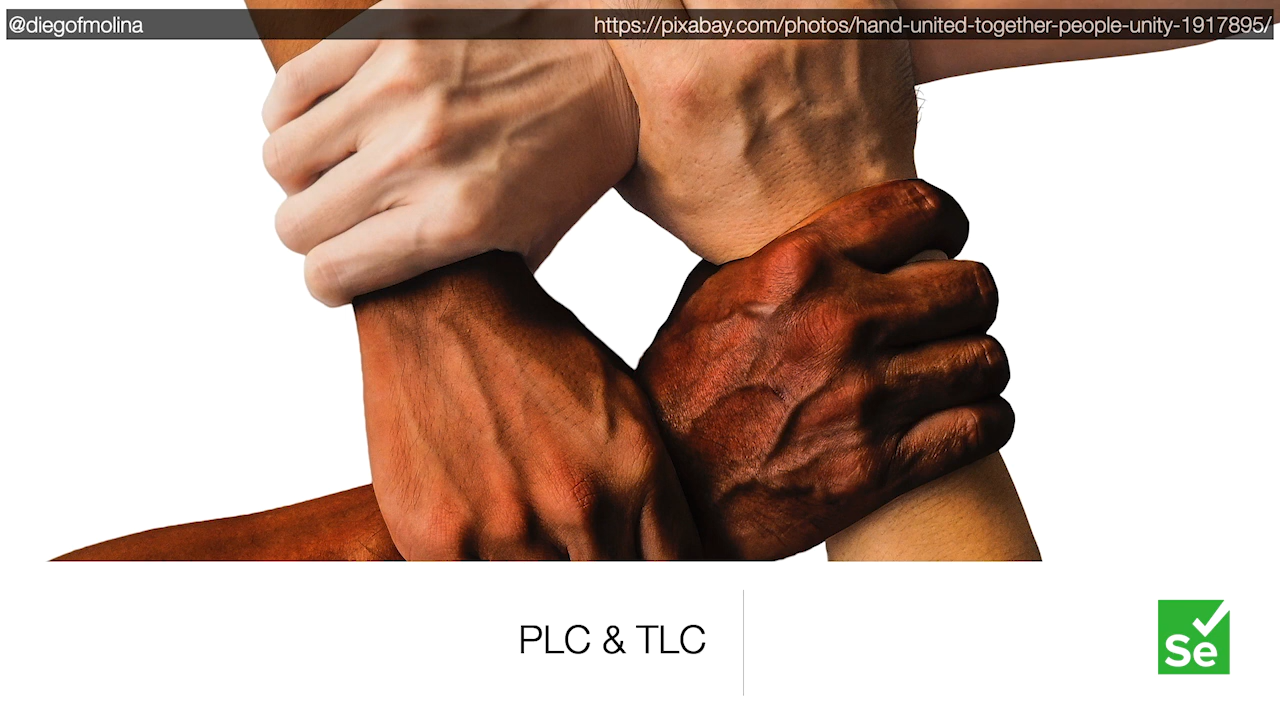 @diegofmolina
https://pixabay.com/photos/hand-united-together-people-unity-1917895/
PLC & TLC
Se